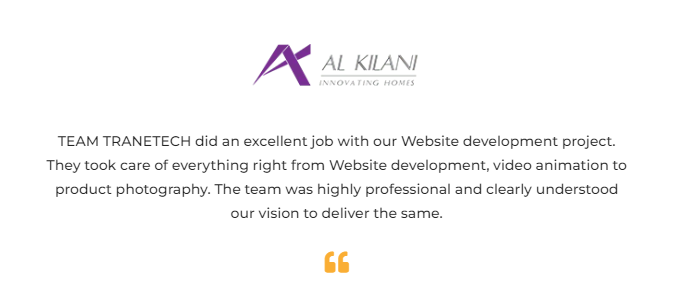 AL KILANI
INNOVATING HOMES
TEAM TRANETECH did an excellent job with our Website development project.
They took care of everything right from Website development, video animation to
product photography. The team was highly professional and clearly understood
our vision to deliver the same.
“